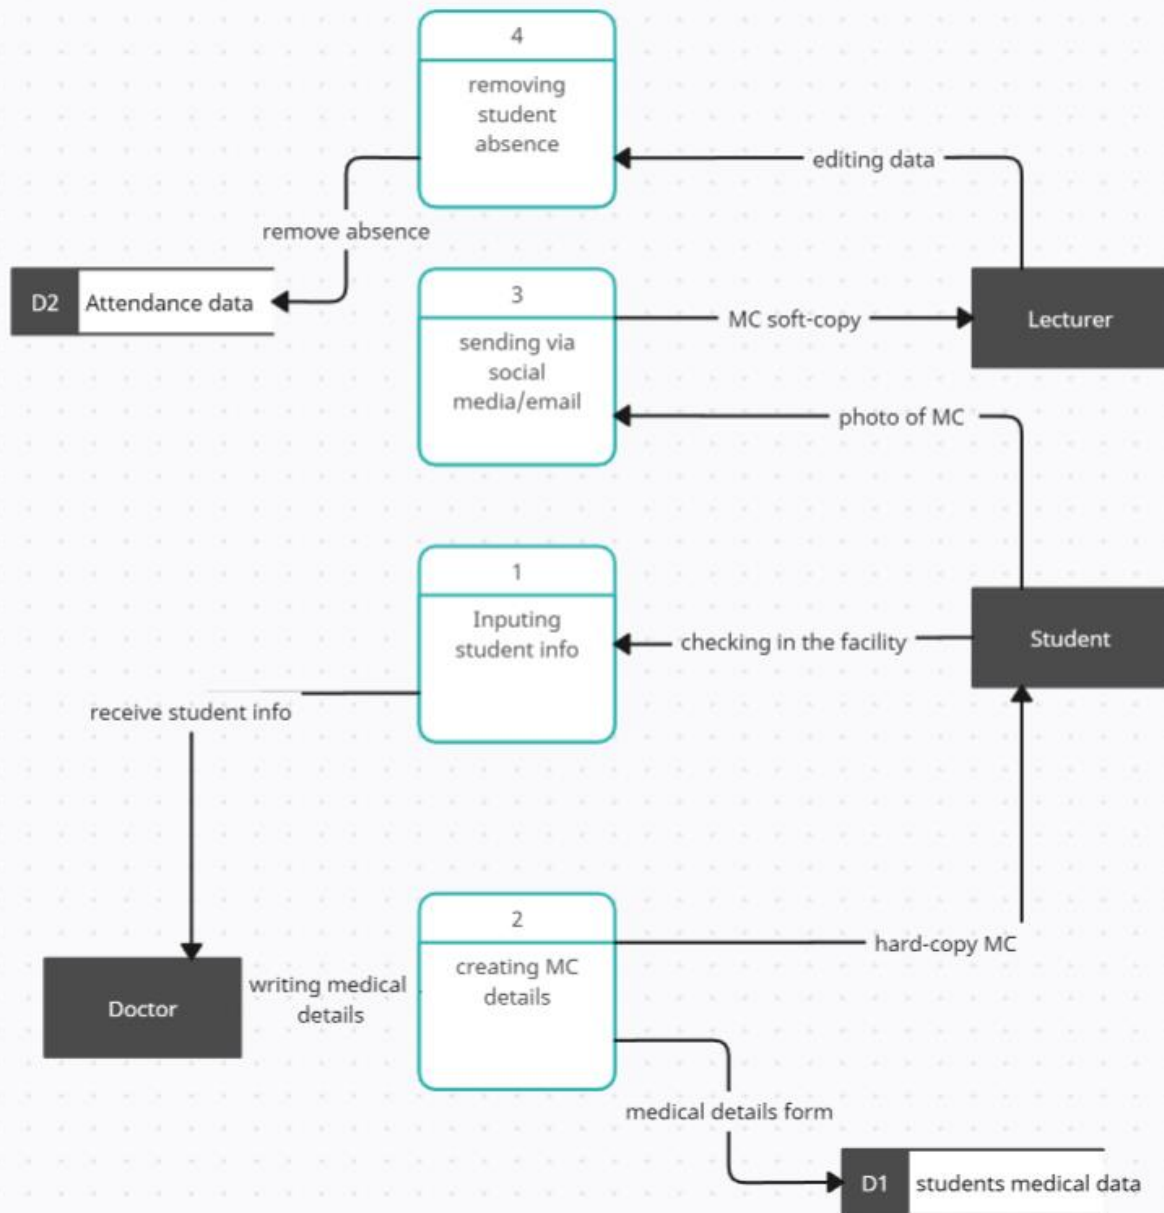 4
removing
student
absence
editing data
remove absence
D2 Attendance data
3
sending via
social
media/email
MC soft-copy
Lecturer
photo of MC
1
Inputing
student info
checking in the facility
Student
receive student info
2
creating MC
details
hard-copy MC
Doctor
writing medical
details
medical details form
D1 students medical data